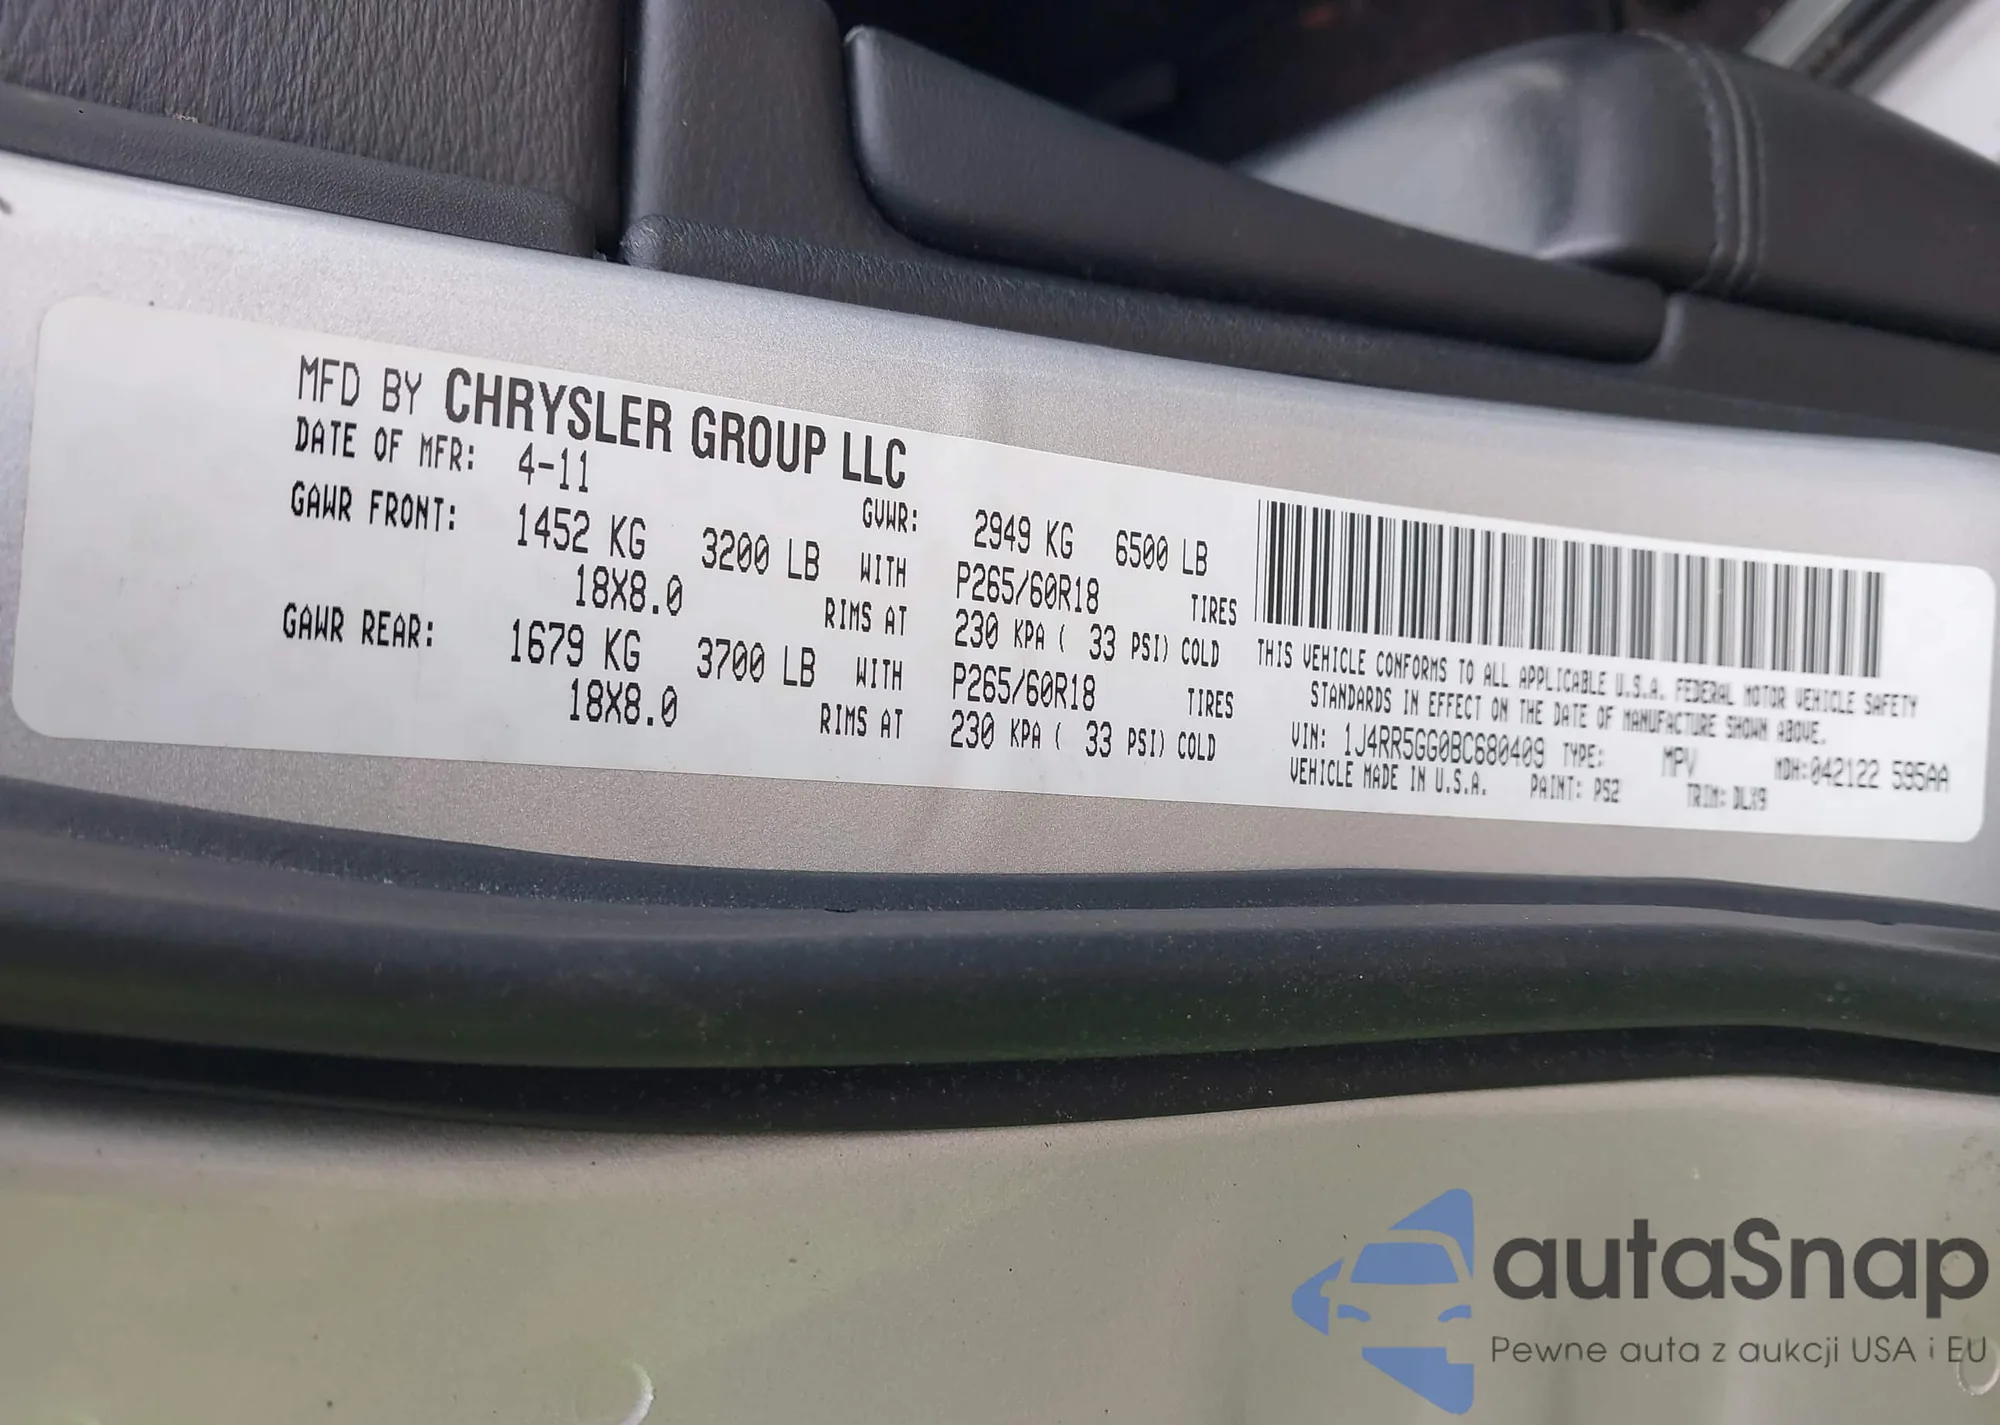 MFD BY CHRYSLER GROUP LLC
DATE OF MFR: 4-11 GVWR: 2949 KG 6500 LB
GAWR FRONT: 1452 KG 3200 LB WITH P265/60R18 TIRES
18X8.0 RIMS AT 230 KPA ( 33 PSI) COLD
GAWR REAR: 1679 KG 3700 LB WITH P265/60R18 TIRES
18X8.0 RIMS AT 230 KPA ( 33 PSI) COLD
THIS VEHICLE CONFORMS TO ALL APPLICABLE U.S.A. FEDERAL MOTOR VEHICLE SAFETY
STANDARDS IN EFFECT ON THE DATE OF MANUFACTURE SHOWN ABOVE.
VIN: 1J4RR5GG0BC680409 TYPE: MPV MDH:042122 595AA
VEHICLE MADE IN U.S.A. PAINT: PS2 TRIM: DLX9
autaSnap
Pewne auta z aukcji USA i EU